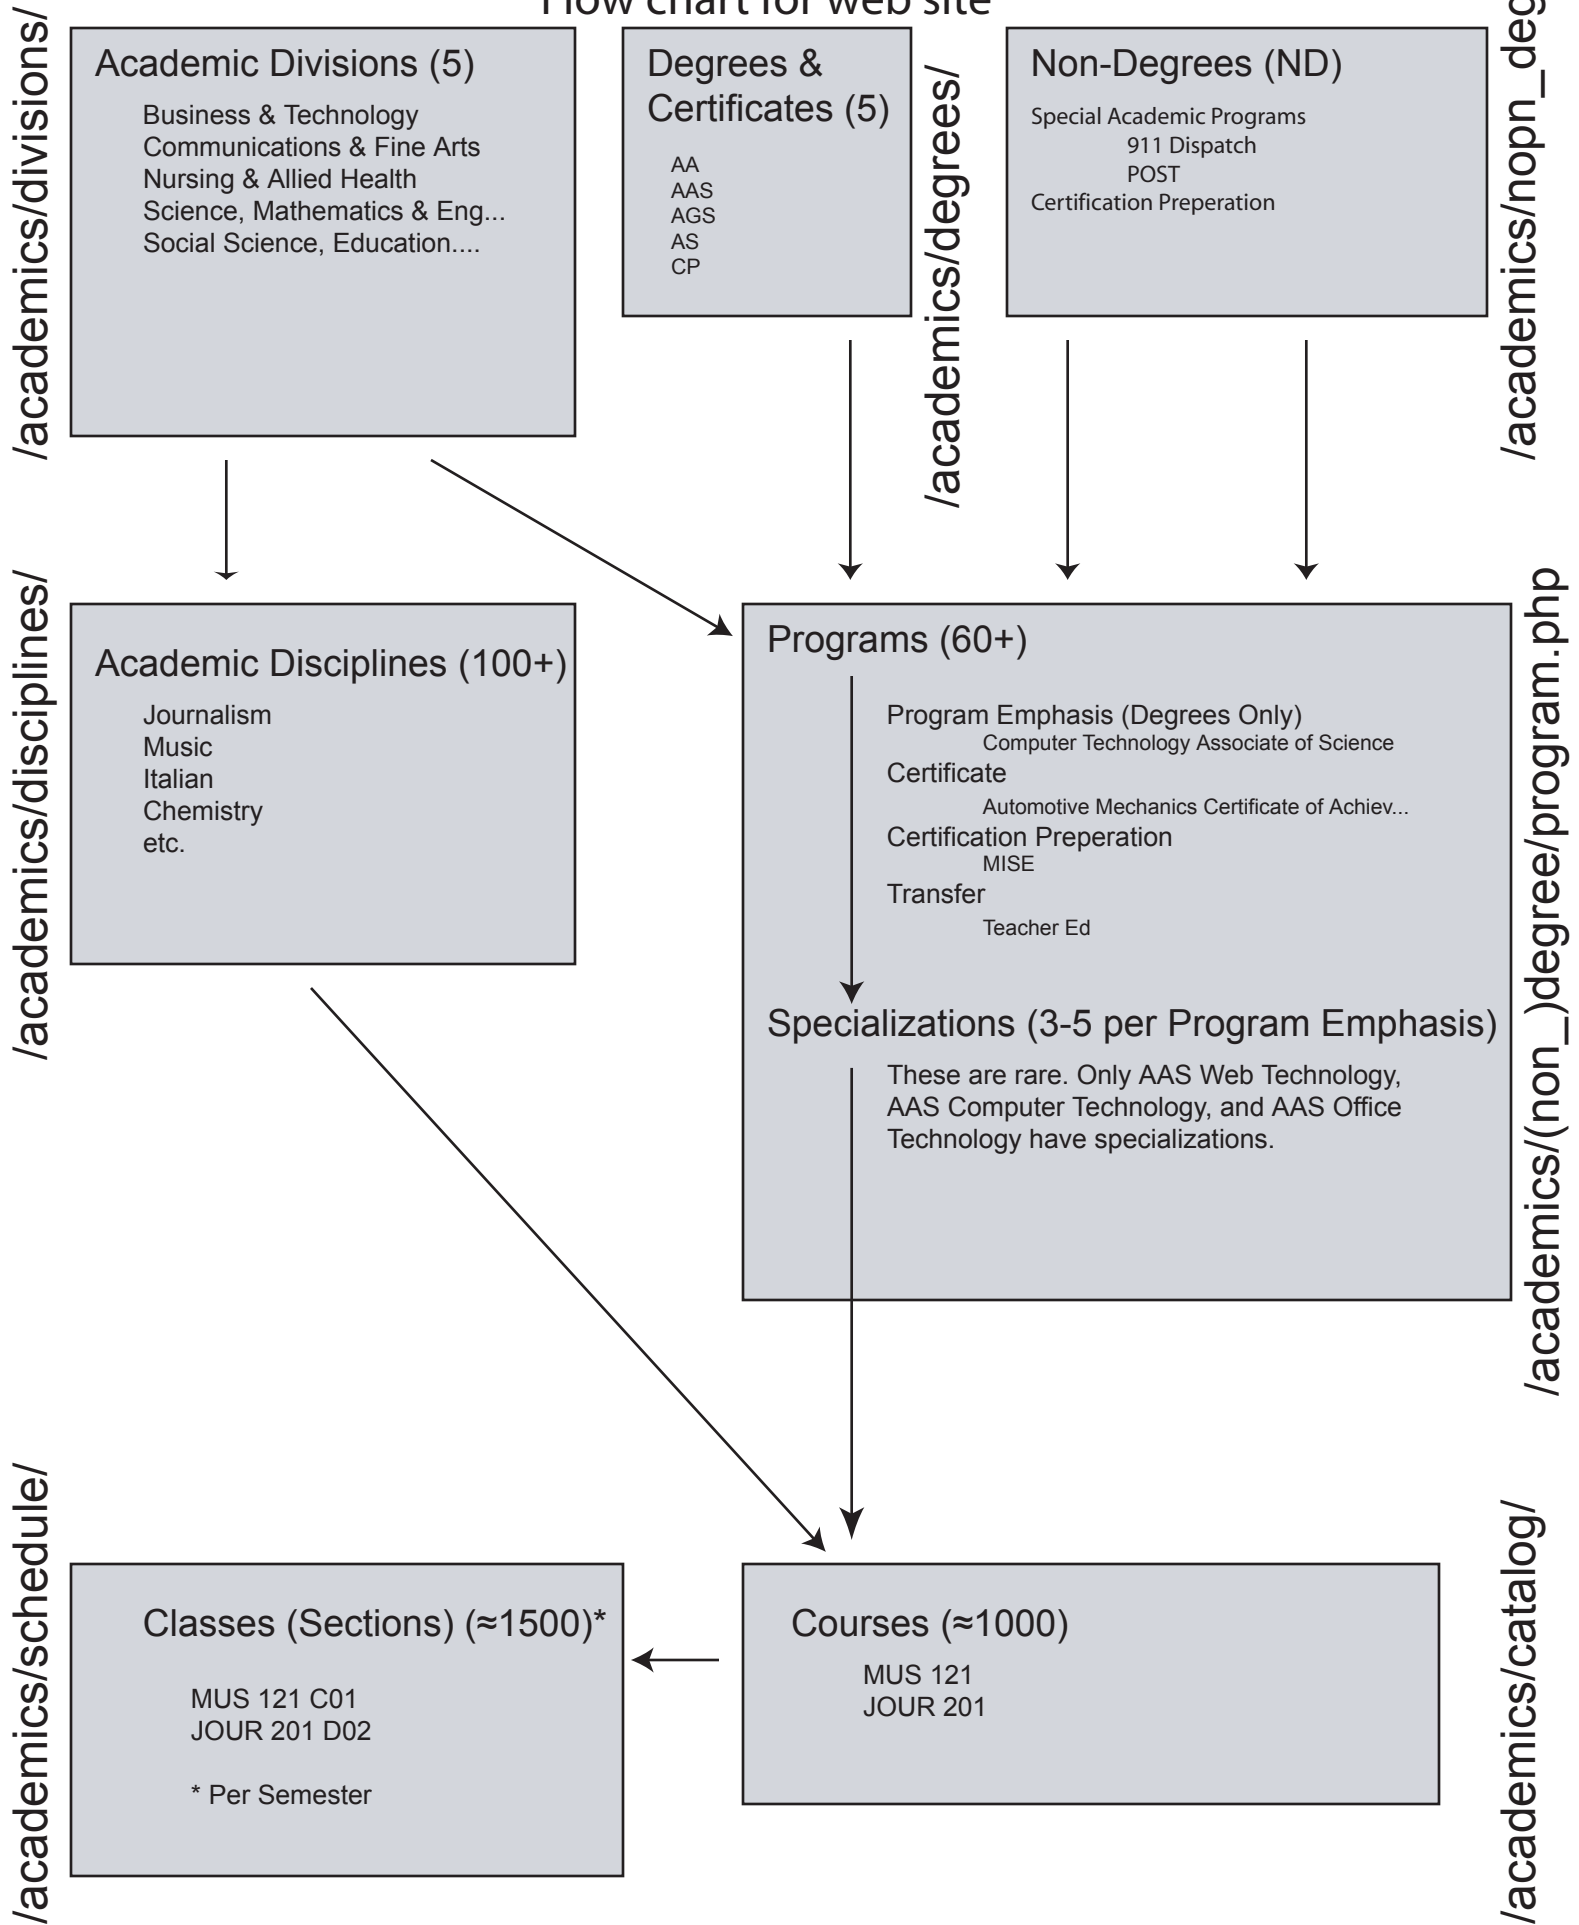 Flow chart for web site
/academics/divisions/
Academic Divisions (5)
Business & Technology
Communications & Fine Arts
Nursing & Allied Health
Science, Mathematics & Eng...
Social Science, Education....
Degrees &
Certificates (5)
AA
AAS
AGS
AS
CP
/academics/degrees/
Non-Degrees (ND)
Special Academic Programs
911 Dispatch
POST
Certification Preperation
/academics/nopn_deg
/academics/disciplines/
Academic Disciplines (100+)
Journalism
Music
Italian
Chemistry
etc.
Programs (60+)
Program Emphasis (Degrees Only)
Computer Technology Associate of Science
Certificate
Automotive Mechanics Certificate of Achiev...
Certification Preperation
MISE
Transfer
Teacher Ed
Specializations (3-5 per Program Emphasis)
These are rare. Only AAS Web Technology,
AAS Computer Technology, and AAS Office
Technology have specializations.
/academics/(non_)degree/program.php
/academics/schedule/
Classes (Sections) (≈1500)*
MUS 121 C01
JOUR 201 D02
* Per Semester
Courses (≈1000)
MUS 121
JOUR 201
/academics/catalog/